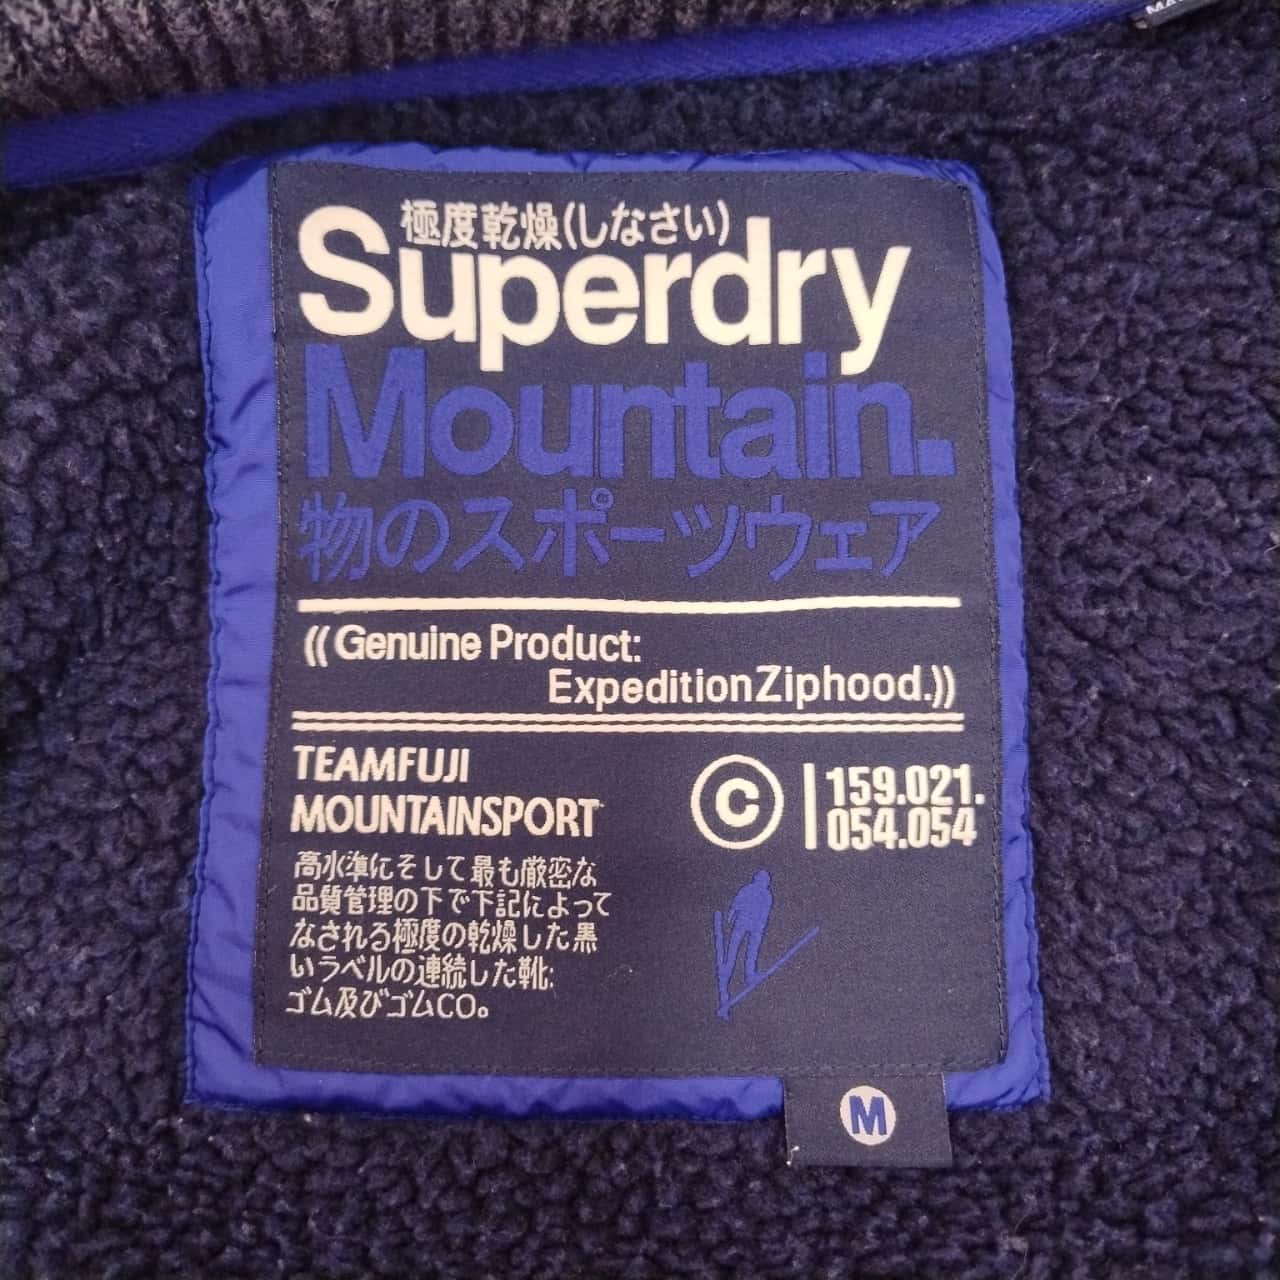 極度乾燥(しなさい)
Superdry
Mountain.
物のスポーツウェア
((Genuine Product:
ExpeditionZiphood.))
TEAMFUJI
MOUNTAINSPORT
高水準にそして最も厳密な
品質管理の下で下記によって
なされる極度の乾燥した黒
いラベルの連続した靴:
ゴム及びゴムCO。
©
159.021.
054.054
M